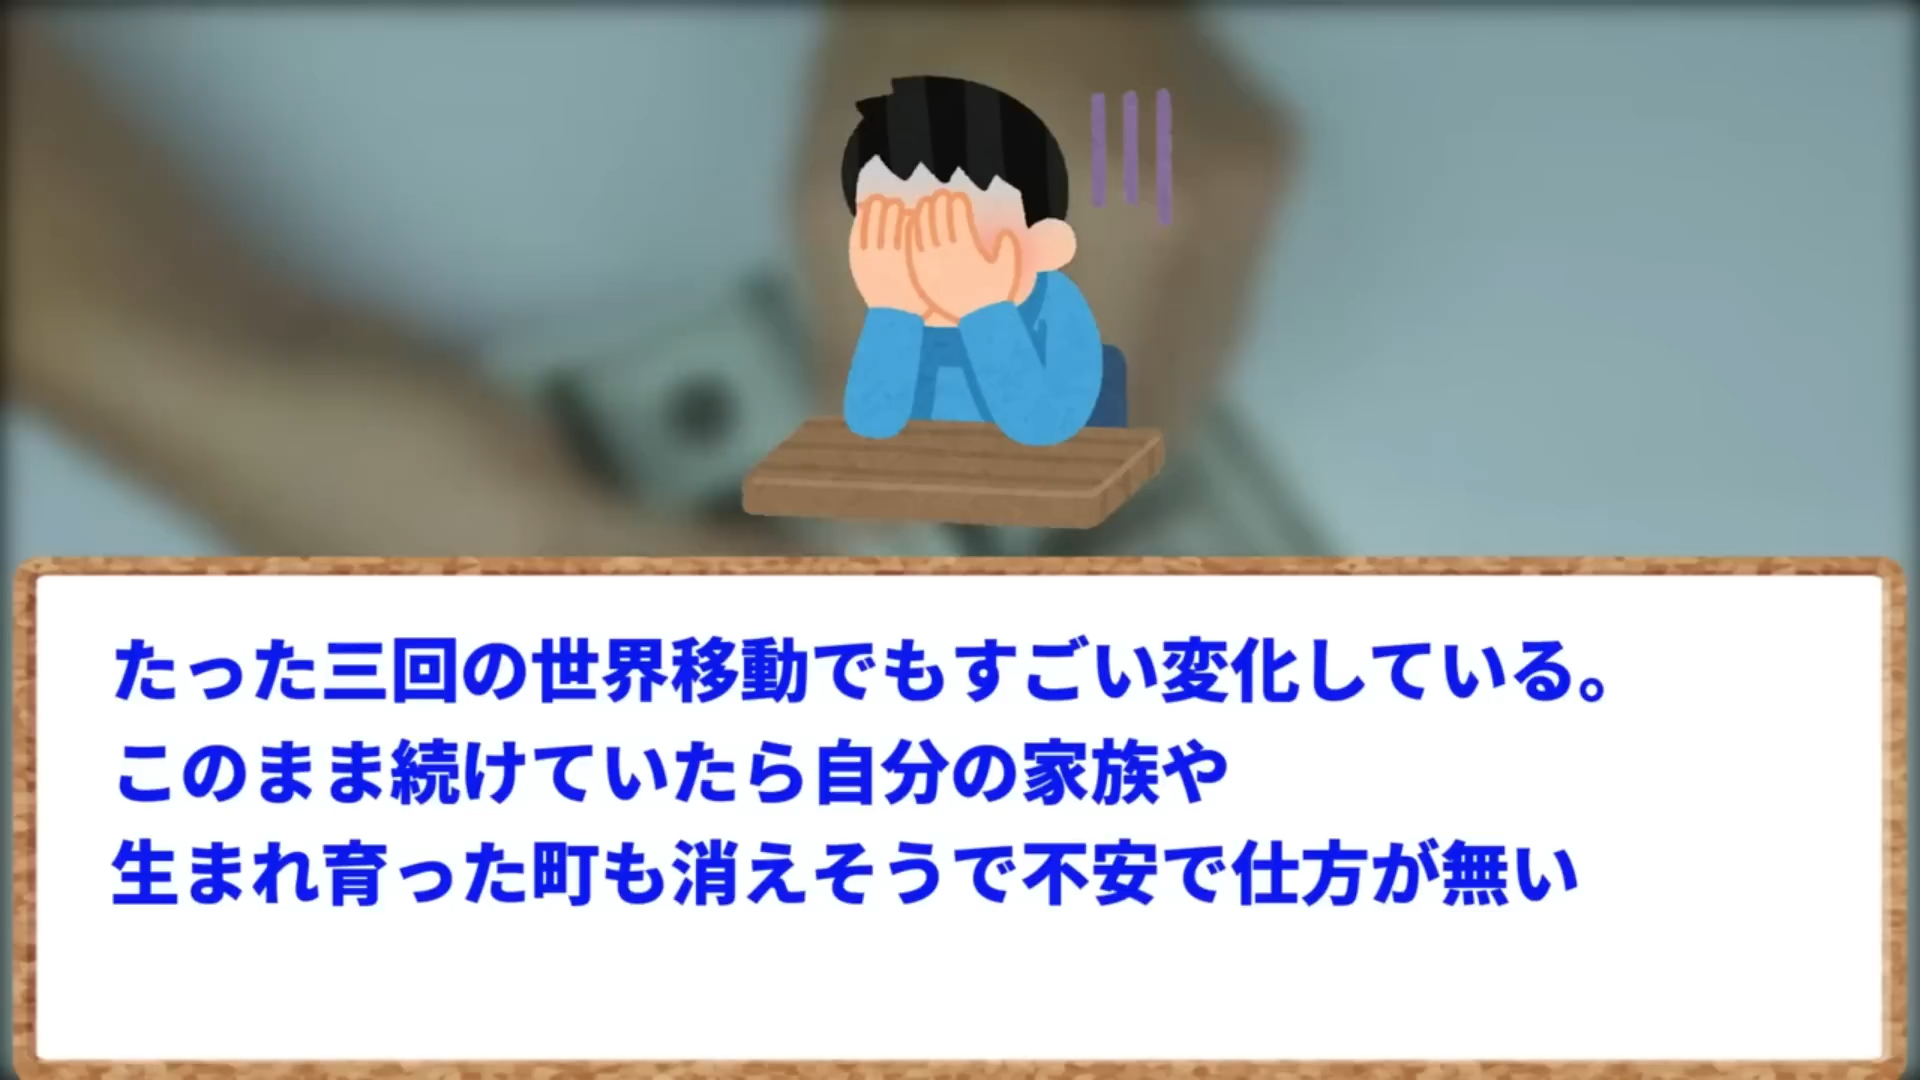 たった三回の世界移動でもすごい変化している。
このまま続けていたら自分の家族や
生まれ育った町も消えそうで不安で仕方が無い